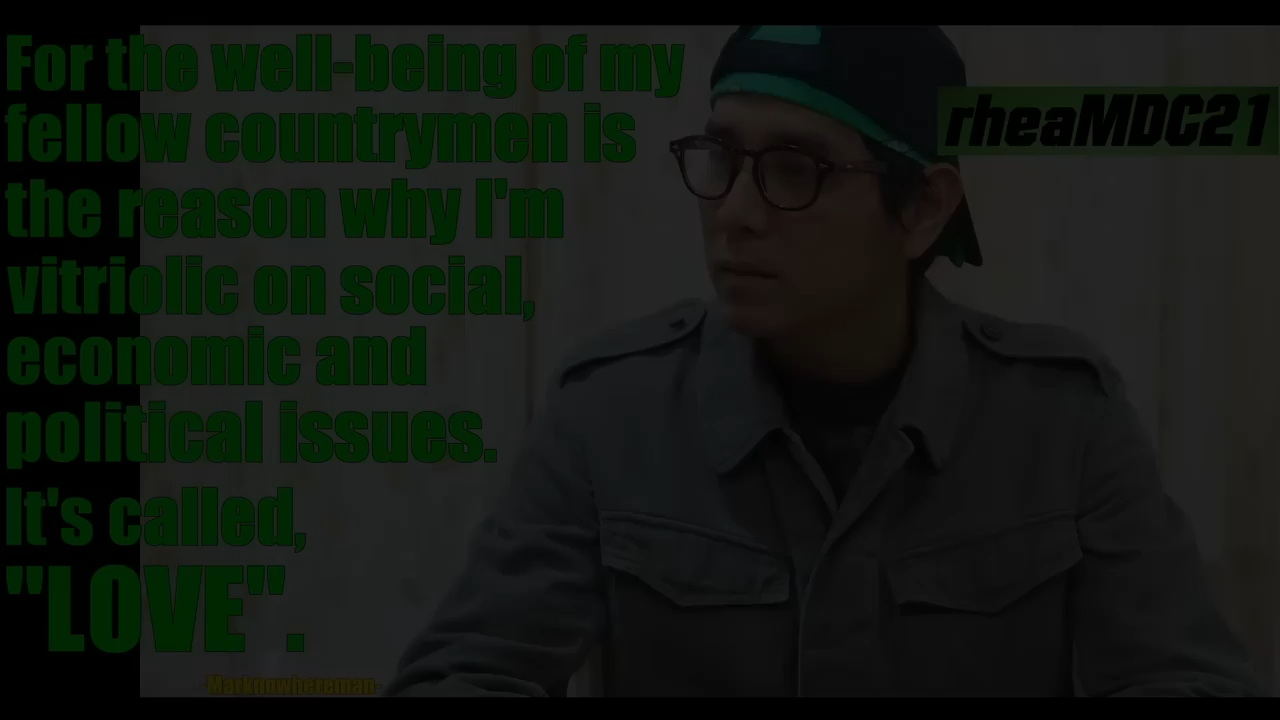 For the well-being of my
fellow countrymen is
the reason why I'm
vitriolic on social,
economic and
political issues.
It's called,
"LOVE".
rheaMDC21
-Marknowhereman-